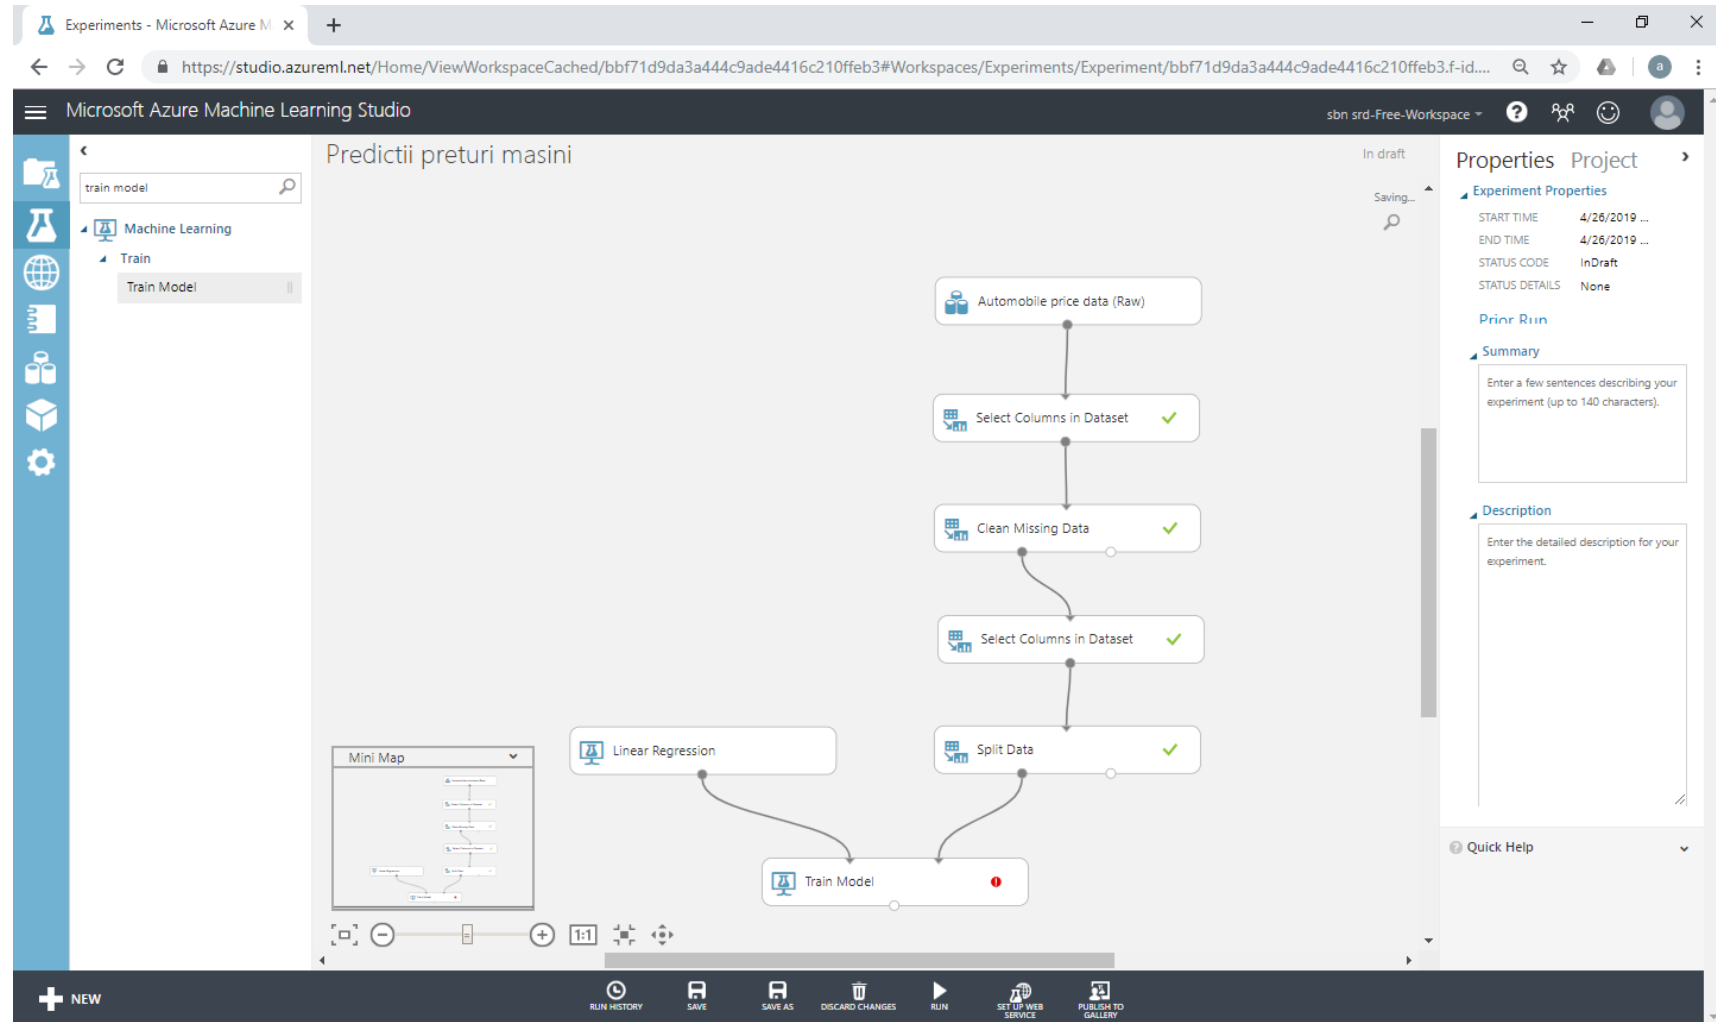 Experiments - Microsoft Azure M
https://studio.azureml.net/Home/ViewWorkspaceCached/bbf71d9da3a444c9ade4416c210ffeb3#Workspaces/Experiments/Experiment/bbf71d9da3a444c9ade4416c210ffeb3.f-id....
a
Microsoft Azure Machine Learning Studio
sbn srd-Free-Workspace
train model
Machine Learning
Train
Train Model
Predictii preturi masini
In draft
Saving...
Automobile price data (Raw)
Select Columns in Dataset
Clean Missing Data
Select Columns in Dataset
Linear Regression
Split Data
Train Model
Mini Map
1:1
Properties Project
Experiment Properties
START TIME 4/26/2019 ...
END TIME 4/26/2019 ...
STATUS CODE InDraft
STATUS DETAILS None
Prior Run
Summary
Enter a few sentences describing your
experiment (up to 140 characters).
Description
Enter the detailed description for your
experiment.
Quick Help
NEW
RUN HISTORY
SAVE
SAVE AS
DISCARD CHANGES
RUN
SET UP WEB
SERVICE
PUBLISH TO
GALLERY